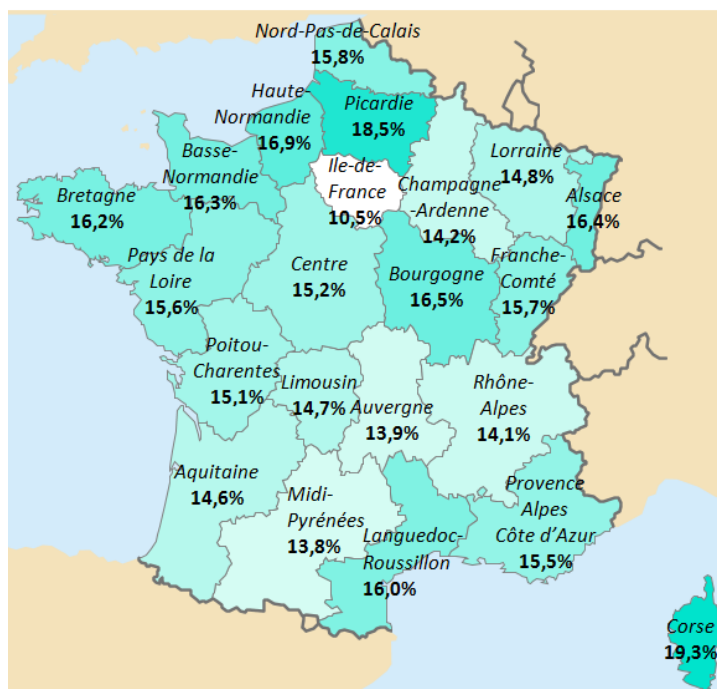 Nord-Pas-de-Calais
15,8%
Haute-
Normandie
16,9%
Picardie
18,5%
Basse-
Normandie
16,3%
Ile-de-
France
10,5%
Champagne
-Ardenne
14,2%
Lorraine
14,8%
Alsace
16,4%
Bretagne
16,2%
Pays de la
Loire
15,6%
Centre
15,2%
Bourgogne
16,5%
Franche-
Comté
15,7%
Poitou-
Charentes
15,1%
Limousin
14,7%
Auvergne
13,9%
Rhône-
Alpes
14,1%
Aquitaine
14,6%
Midi-
Pyrénées
13,8%
Languedoc-
Roussillon
16,0%
Provence
Alpes
Côte d’Azur
15,5%
Corse
19,3%